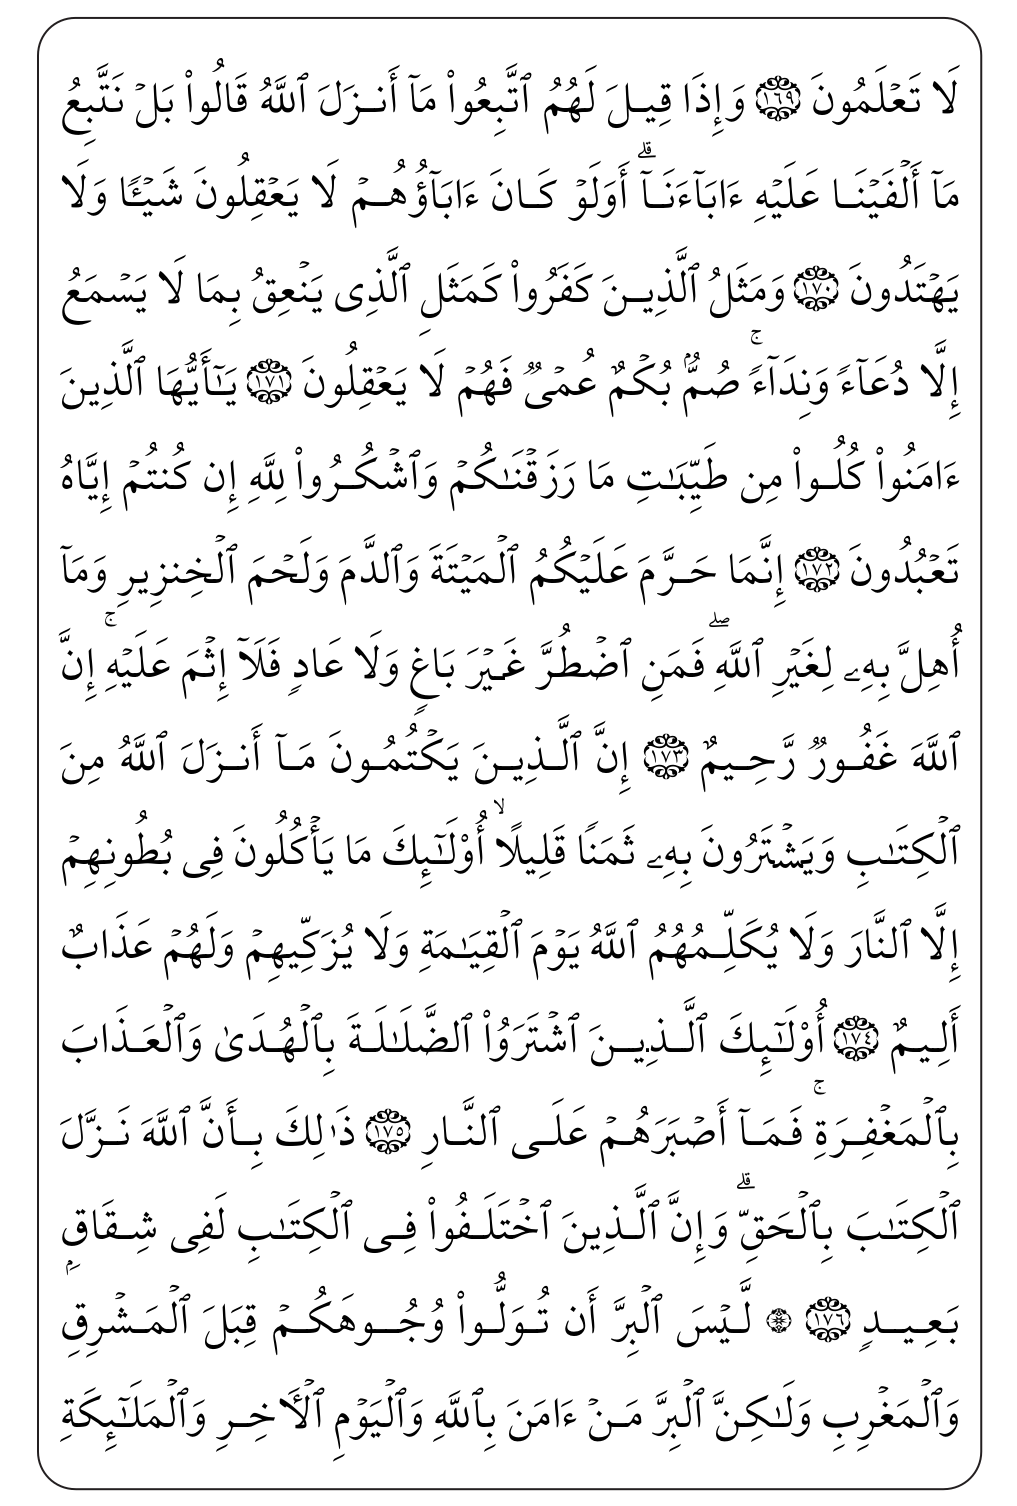 لَا تَعْلَمُونَ ١٦٩ وَإِذَا قِيلَ لَهُمُ ٱتَّبِعُوا۟ مَآ أَنزَلَ ٱللَّهُ قَالُوا۟ بَلْ نَتَّبِعُ
مَآ أَلْفَيْنَا عَلَيْهِ ءَابَآءَنَآ ۗ أَوَلَوْ كَانَ ءَابَآؤُهُمْ لَا يَعْقِلُونَ شَيْـًٔا وَلَا
يَهْتَدُونَ ١٧٠ وَمَثَلُ ٱلَّذِينَ كَفَرُوا۟ كَمَثَلِ ٱلَّذِى يَنْعِقُ بِمَا لَا يَسْمَعُ
إِلَّا دُعَآءً وَنِدَآءً ۚ صُمٌّۢ بُكْمٌ عُمْىٌ فَهُمْ لَا يَعْقِلُونَ ١٧١ يَـٰٓأَيُّهَا ٱلَّذِينَ
ءَامَنُوا۟ كُلُوا۟ مِن طَيِّبَـٰتِ مَا رَزَقْنَـٰكُمْ وَٱشْكُرُوا۟ لِلَّهِ إِن كُنتُمْ إِيَّاهُ
تَعْبُدُونَ ١٧٢ إِنَّمَا حَرَّمَ عَلَيْكُمُ ٱلْمَيْتَةَ وَٱلدَّمَ وَلَحْمَ ٱلْخِنزِيرِ وَمَآ
أُهِلَّ بِهِۦ لِغَيْرِ ٱللَّهِ ۖ فَمَنِ ٱضْطُرَّ غَيْرَ بَاغٍ وَلَا عَادٍ فَلَآ إِثْمَ عَلَيْهِ ۚ إِنَّ
ٱللَّهَ غَفُورٌ رَّحِيمٌ ١٧٣ إِنَّ ٱلَّذِينَ يَكْتُمُونَ مَآ أَنزَلَ ٱللَّهُ مِنَ
ٱلْكِتَـٰبِ وَيَشْتَرُونَ بِهِۦ ثَمَنًا قَلِيلًا ۙ أُو۟لَـٰٓئِكَ مَا يَأْكُلُونَ فِى بُطُونِهِمْ
إِلَّا ٱلنَّارَ وَلَا يُكَلِّمُهُمُ ٱللَّهُ يَوْمَ ٱلْقِيَـٰمَةِ وَلَا يُزَكِّيهِمْ وَلَهُمْ عَذَابٌ
أَلِيمٌ ١٧٤ أُو۟لَـٰٓئِكَ ٱلَّذِينَ ٱشْتَرَوُا۟ ٱلضَّلَـٰلَةَ بِٱلْهُدَىٰ وَٱلْعَذَابَ
بِٱلْمَغْفِرَةِ ۚ فَمَآ أَصْبَرَهُمْ عَلَى ٱلنَّارِ ١٧٥ ذَٰلِكَ بِأَنَّ ٱللَّهَ نَزَّلَ
ٱلْكِتَـٰبَ بِٱلْحَقِّ ۗ وَإِنَّ ٱلَّذِينَ ٱخْتَلَفُوا۟ فِى ٱلْكِتَـٰبِ لَفِى شِقَاقٍۭ
بَعِيدٍ ١٧٦ ۞ لَّيْسَ ٱلْبِرَّ أَن تُوَلُّوا۟ وُجُوهَكُمْ قِبَلَ ٱلْمَشْرِقِ
وَٱلْمَغْرِبِ وَلَـٰكِنَّ ٱلْبِرَّ مَنْ ءَامَنَ بِٱللَّهِ وَٱلْيَوْمِ ٱلْـَٔاخِرِ وَٱلْمَلَـٰٓئِكَةِ